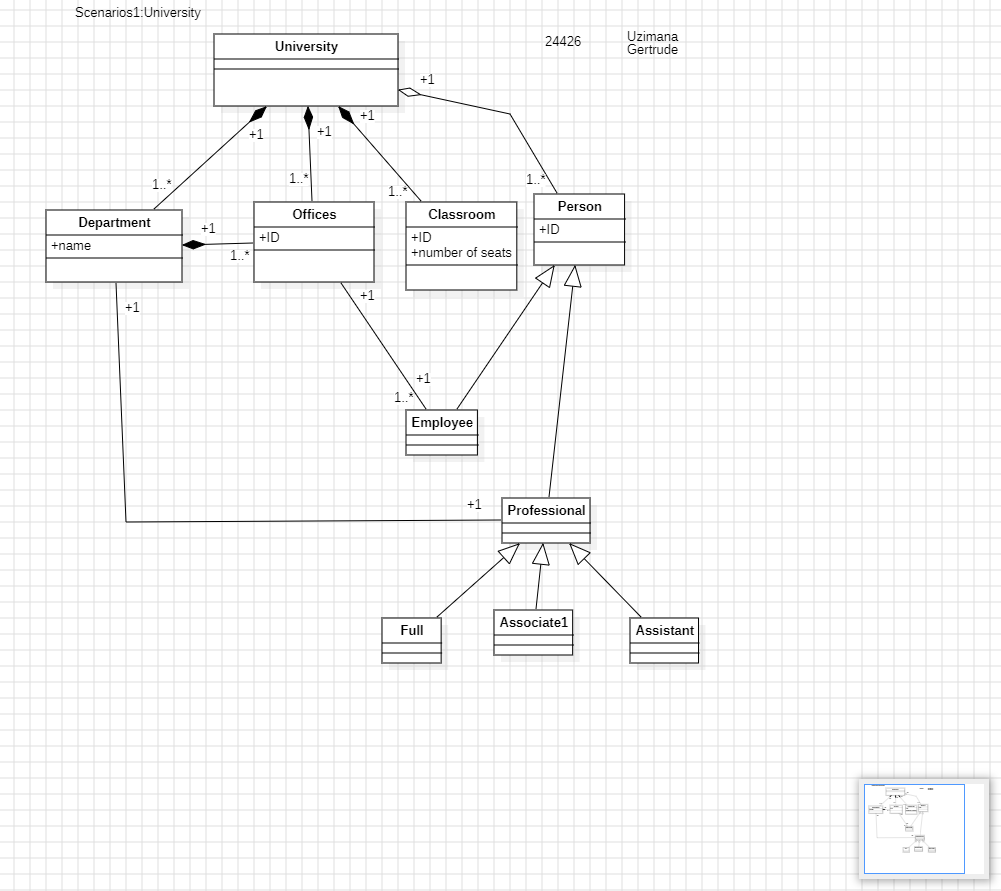 Scenarios1:University
University
24426
Uzimana
Gertrude
+1
+1
+1
+1
1..*
1..*
1..*
1..*
Department
+name
+1
1..*
Offices
+ID
Classroom
+ID
+number of seats
Person
+ID
+1
+1
+1
1..*
Employee
+1
Professional
Full
Associate1
Assistant